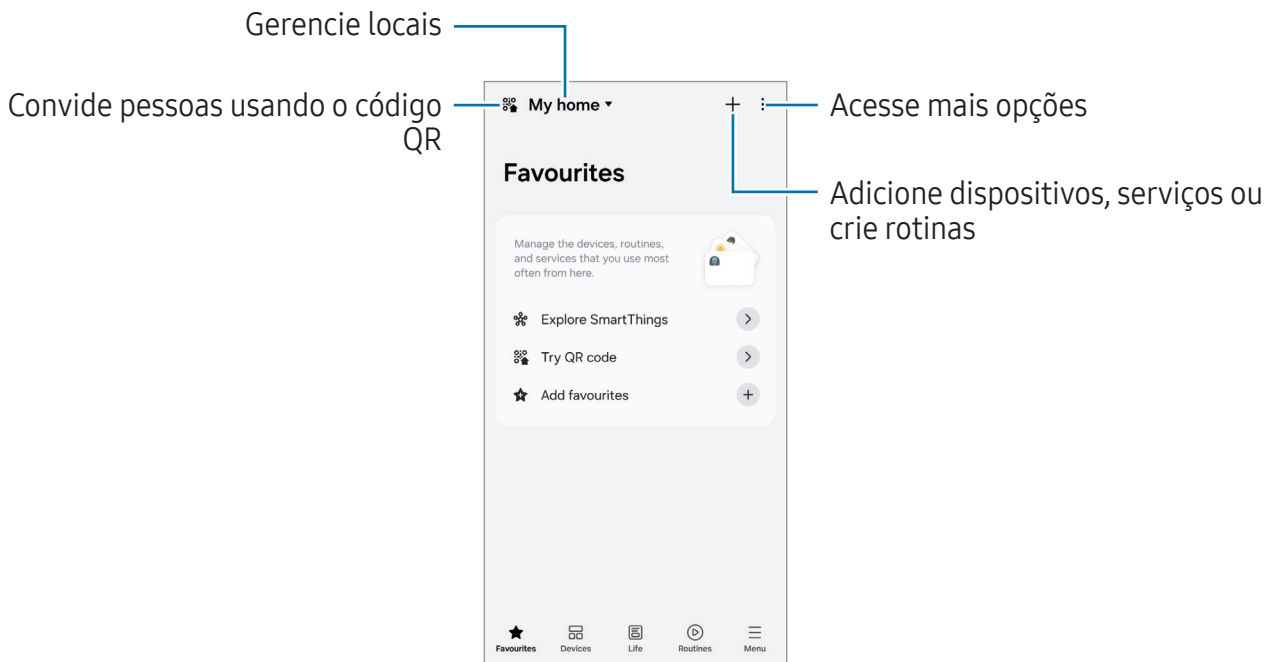 Gerencie locais
Convide pessoas usando o código
QR
My home
Acesse mais opções
Favourites
Adicione dispositivos, serviços ou
crie rotinas
Manage the devices, routines,
and services that you use most
often from here.
Explore SmartThings
Try QR code
Add favourites
Favourites Devices Life Routines Menu